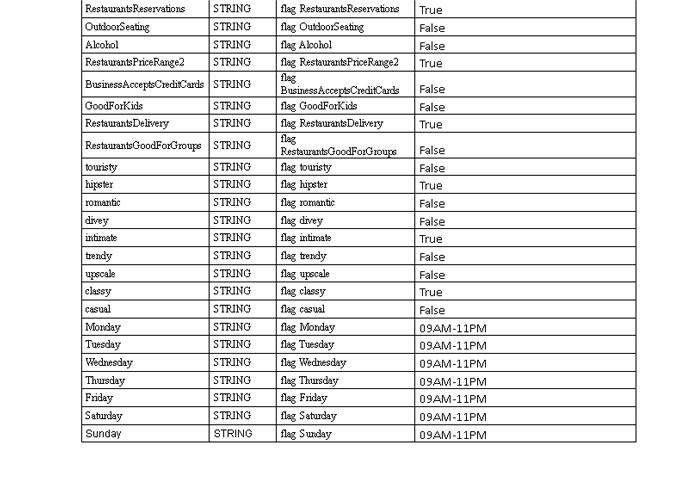 RestaurantsReservations STRING flag RestaurantsReservations True
OutdoorSeating STRING flag OutdoorSeating False
Alcohol STRING flag Alcohol False
RestaurantsPriceRange2 STRING flag RestaurantsPriceRange2 True
BusinessAcceptsCreditCards STRING flag
BusinessAcceptsCreditCards False
GoodForKids STRING flag GoodForKids False
RestaurantsDelivery STRING flag RestaurantsDelivery True
RestaurantsGoodForGroups STRING flag
RestaurantsGoodForGroups False
touristy STRING flag touristy False
hipster STRING flag hipster True
romantic STRING flag romantic False
divey STRING flag divey False
intimate STRING flag intimate True
trendy STRING flag trendy False
upscale STRING flag upscale False
classy STRING flag classy True
casual STRING flag casual False
Monday STRING flag Monday 09AM-11PM
Tuesday STRING flag Tuesday 09AM-11PM
Wednesday STRING flag Wednesday 09AM-11PM
Thursday STRING flag Thursday 09AM-11PM
Friday STRING flag Friday 09AM-11PM
Saturday STRING flag Saturday 09AM-11PM
Sunday STRING flag Sunday 09AM-11PM